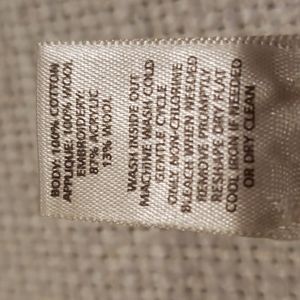 BODY: 100% COTTON
APPLIQUE: 100% WOOL
EMBROIDERY:
87% ACRYLIC
13% WOOL
WASH INSIDE OUT
MACHINE WASH COLD
GENTLE CYCLE
ONLY NON-CHLORINE
BLEACH WHEN NEEDED
REMOVE PROMPTLY
RESHAPE DRY FLAT
COOL IRON IF NEEDED
OR DRY CLEAN